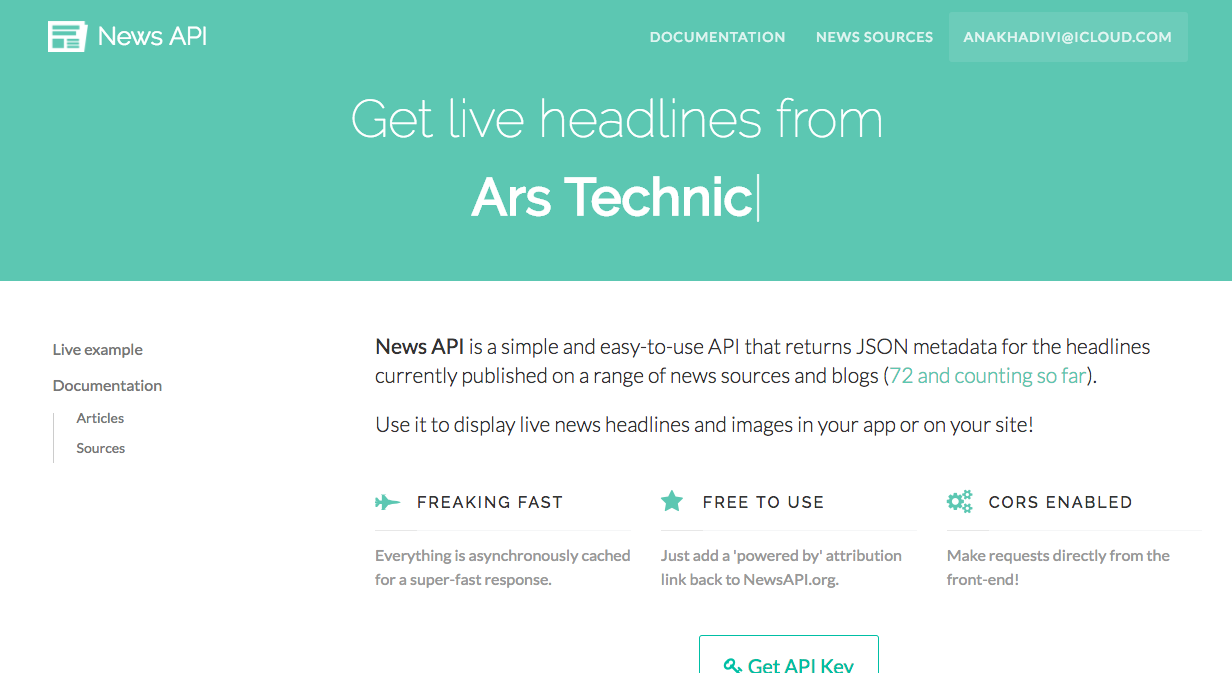 News API
DOCUMENTATION
NEWS SOURCES
ANAKHADIVI@ICLOUD.COM
Get live headlines from
Ars Technic
Live example
Documentation
Articles
Sources
News API is a simple and easy-to-use API that returns JSON metadata for the headlines
currently published on a range of news sources and blogs (72 and counting so far).
Use it to display live news headlines and images in your app or on your site!
FREAKING FAST
Everything is asynchronously cached
for a super-fast response.
FREE TO USE
Just add a 'powered by' attribution
link back to NewsAPI.org.
CORS ENABLED
Make requests directly from the
front-end!
Get API Key